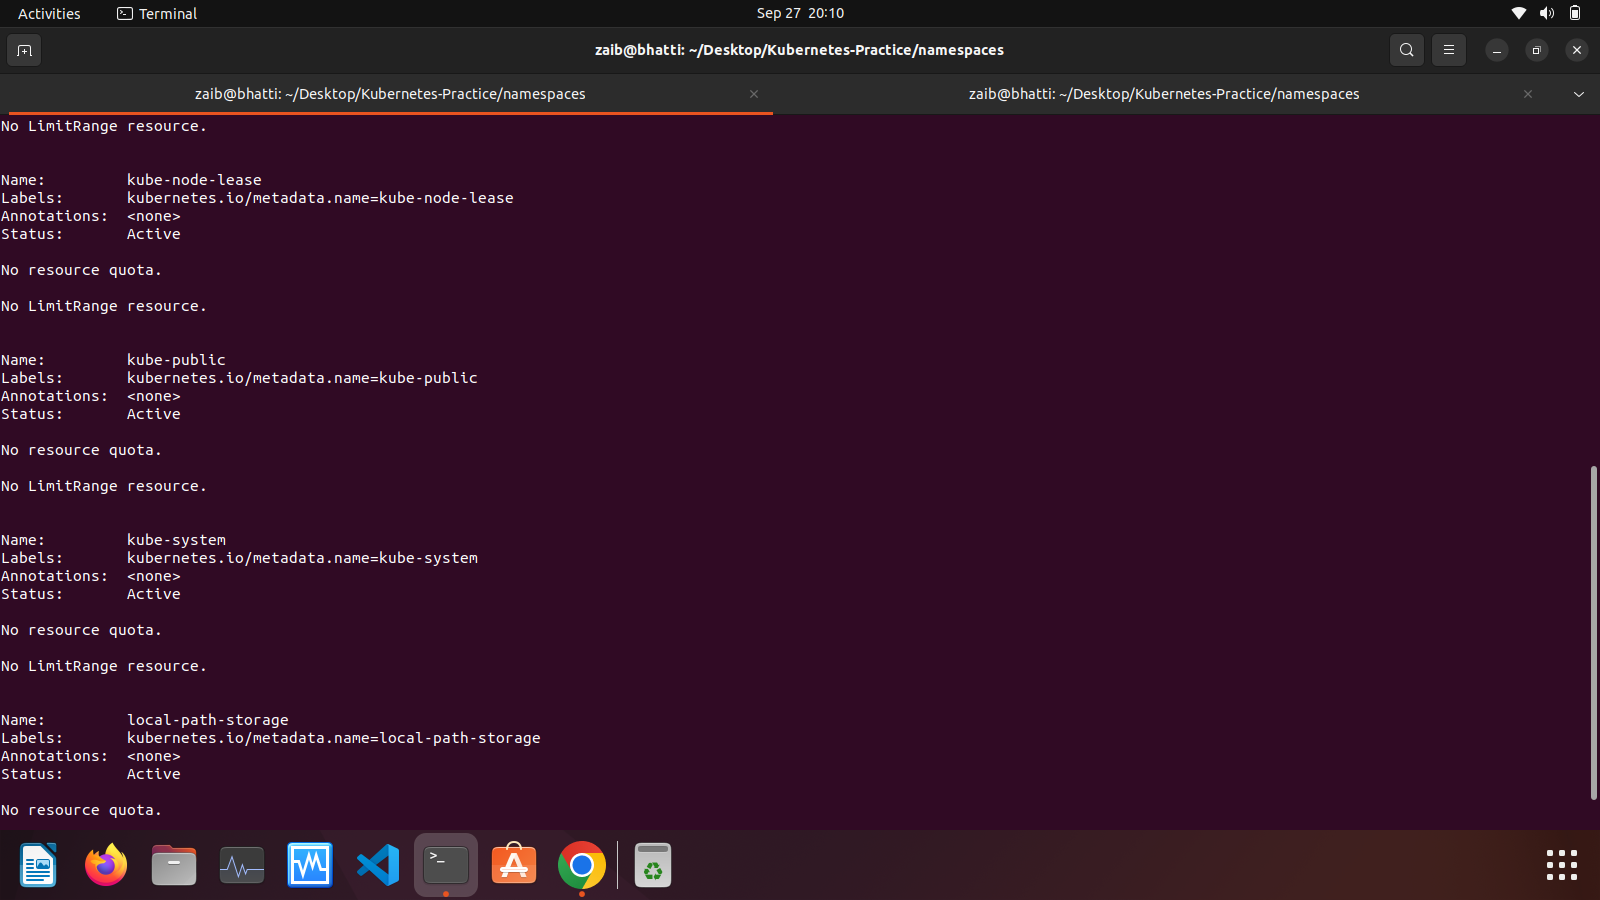 Activities Terminal Sep 27 20:10
zaib@bhatti: ~/Desktop/Kubernetes-Practice/namespaces
zaib@bhatti: ~/Desktop/Kubernetes-Practice/namespaces zaib@bhatti: ~/Desktop/Kubernetes-Practice/namespaces
No LimitRange resource.
Name: kube-node-lease
Labels: kubernetes.io/metadata.name=kube-node-lease
Annotations: <none>
Status: Active
No resource quota.
No LimitRange resource.
Name: kube-public
Labels: kubernetes.io/metadata.name=kube-public
Annotations: <none>
Status: Active
No resource quota.
No LimitRange resource.
Name: kube-system
Labels: kubernetes.io/metadata.name=kube-system
Annotations: <none>
Status: Active
No resource quota.
No LimitRange resource.
Name: local-path-storage
Labels: kubernetes.io/metadata.name=local-path-storage
Annotations: <none>
Status: Active
No resource quota.